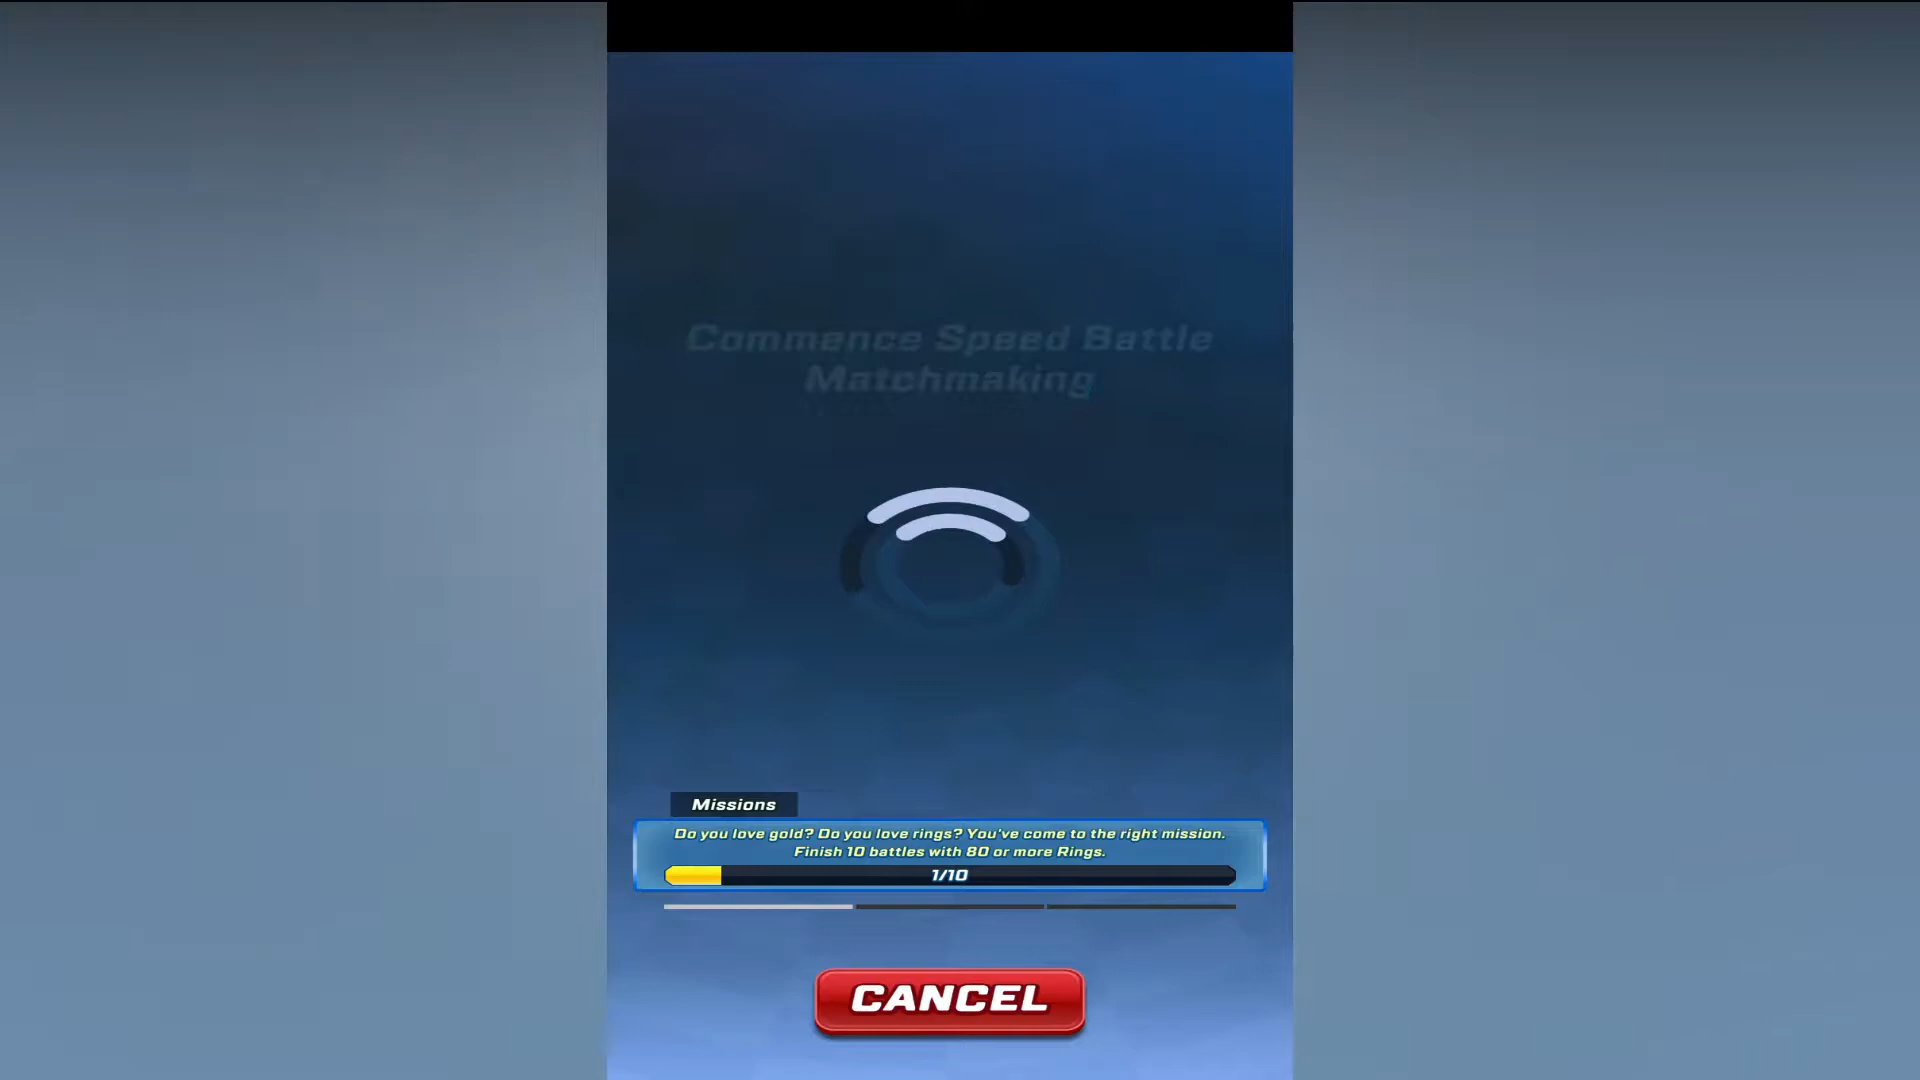 Commence Speed Battle
Matchmaking
Missions
Do you love gold? Do you love rings? You've come to the right mission.
Finish 10 battles with 80 or more Rings.
1/10
CANCEL